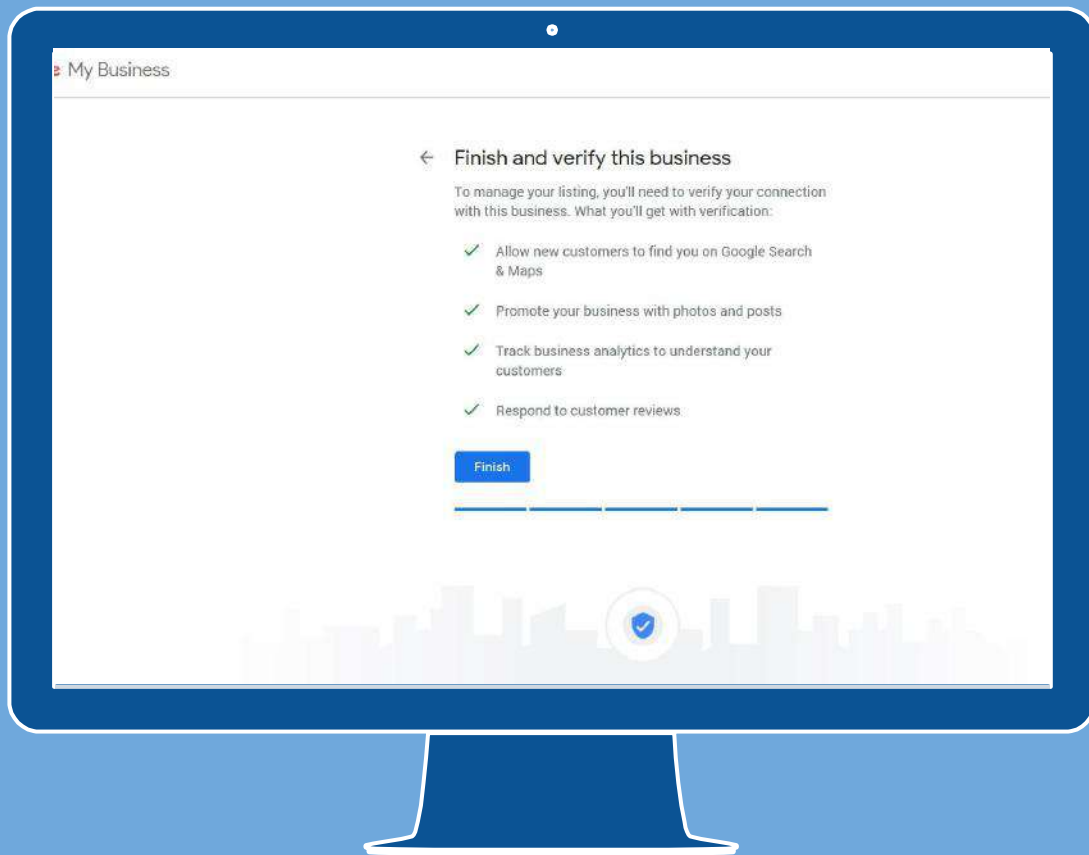 e My Business
Finish and verify this business
To manage your listing, you'll need to verify your connection
with this business. What you'll get with verification:
Allow new customers to find you on Google Search
& Maps
Promote your business with photos and posts
Track business analytics to understand your
customers
Respond to customer reviews
Finish